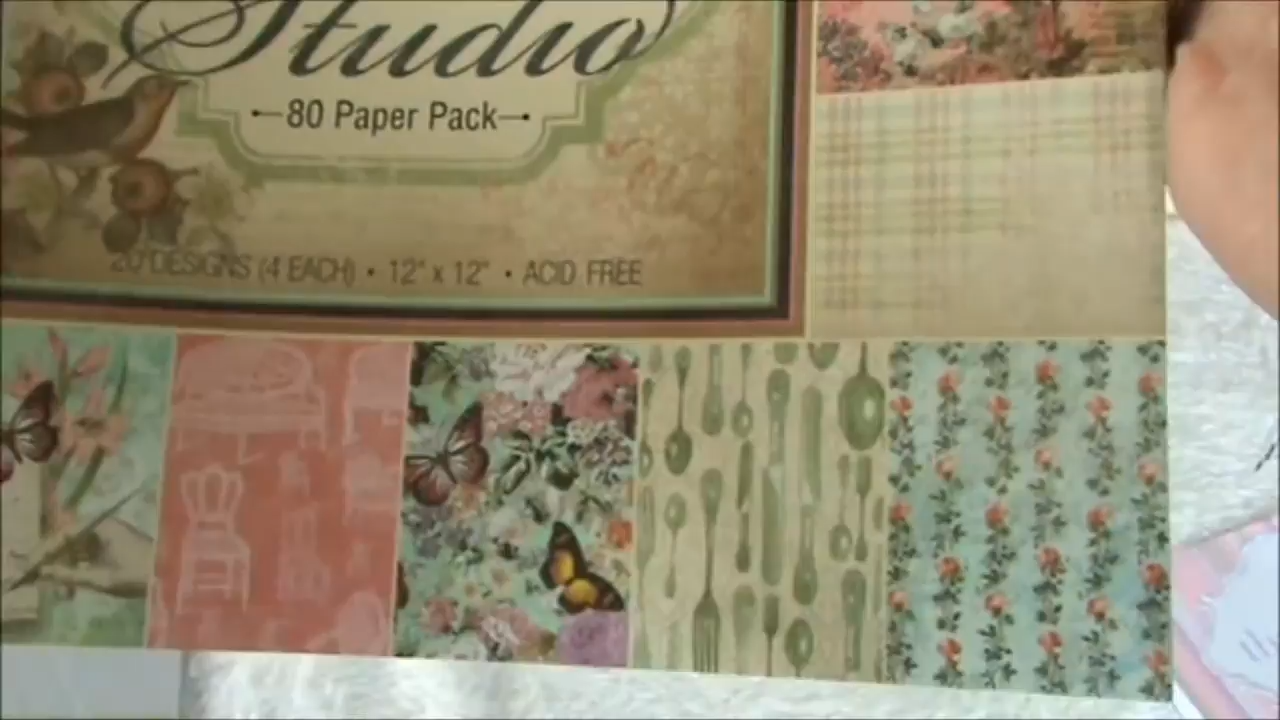 Studio
80 Paper Pack
20 DESIGNS (4 EACH) • 12" x 12" • ACID FREE